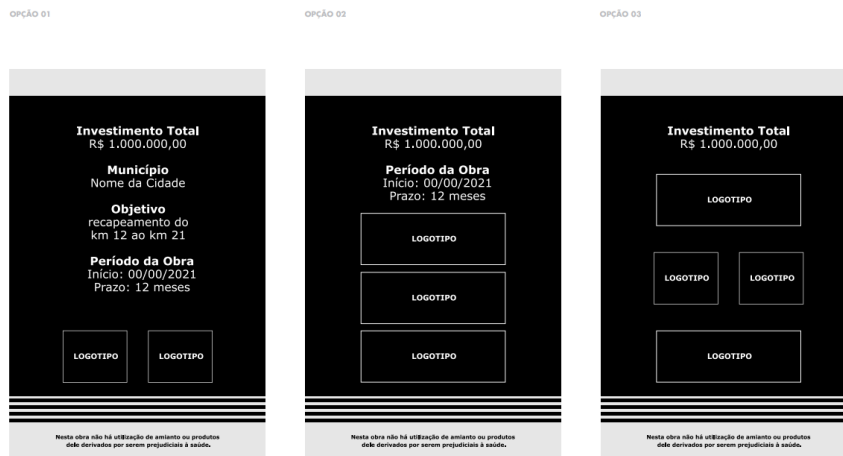 OPÇÃO 01
Investimento Total
R$ 1.000.000,00
Município
Nome da Cidade
Objetivo
recapeamento do
km 12 ao km 21
Período da Obra
Início: 00/00/2021
Prazo: 12 meses
LOGOTIPO LOGOTIPO
Nesta obra não há utilização de amianto ou produtos
dele derivados por serem prejudiciais à saúde.
OPÇÃO 02
Investimento Total
R$ 1.000.000,00
Período da Obra
Início: 00/00/2021
Prazo: 12 meses
LOGOTIPO
LOGOTIPO
LOGOTIPO
Nesta obra não há utilização de amianto ou produtos
dele derivados por serem prejudiciais à saúde.
OPÇÃO 03
Investimento Total
R$ 1.000.000,00
LOGOTIPO
LOGOTIPO LOGOTIPO
LOGOTIPO
Nesta obra não há utilização de amianto ou produtos
dele derivados por serem prejudiciais à saúde.